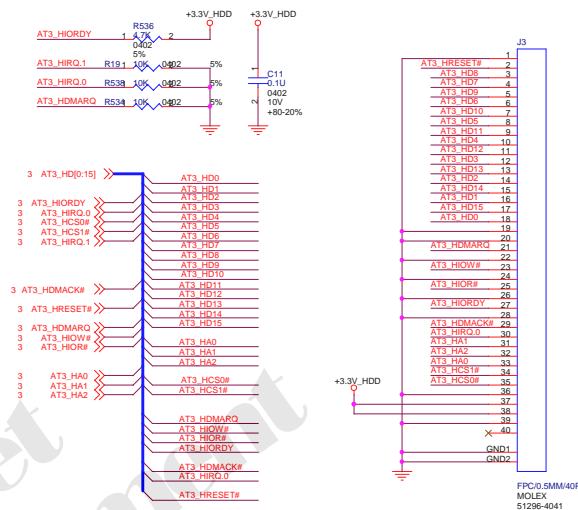 +3.3V_HDD +3.3V_HDD
R536
AT3_HIORDY 1 4.7K 2
0402
5%
AT3_HIRQ.1 R19 1 10K 0402 2 5%
AT3_HIRQ.0 R538 1 10K 0402 2 5%
AT3_HDMARQ R534 1 10K 0402 2 5%
1
C11
0.1U
0402
2 10V
+80-20%
3 AT3_HD[0:15]
3 AT3_HIORDY
3 AT3_HIRQ.0
3 AT3_HCS0#
3 AT3_HCS1#
3 AT3_HIRQ.1
3 AT3_HDMACK#
3 AT3_HRESET#
3 AT3_HDMARQ
3 AT3_HIOW#
3 AT3_HIOR#
3 AT3_HA0
3 AT3_HA1
3 AT3_HA2
AT3_HD0
AT3_HD1
AT3_HD2
AT3_HD3
AT3_HD4
AT3_HD5
AT3_HD6
AT3_HD7
AT3_HD8
AT3_HD9
AT3_HD10
AT3_HD11
AT3_HD12
AT3_HD13
AT3_HD14
AT3_HD15
AT3_HA0
AT3_HA1
AT3_HA2
AT3_HCS0#
AT3_HCS1#
AT3_HDMARQ
AT3_HIOW#
AT3_HIOR#
AT3_HIORDY
AT3_HDMACK#
AT3_HIRQ.0
AT3_HRESET#
J3
1
AT3_HRESET# 2
AT3_HD8 3
AT3_HD7 4
AT3_HD9 5
AT3_HD6 6
AT3_HD10 7
AT3_HD5 8
AT3_HD11 9
AT3_HD4 10
AT3_HD12 11
AT3_HD3 12
AT3_HD13 13
AT3_HD2 14
AT3_HD14 15
AT3_HD1 16
AT3_HD15 17
AT3_HD0 18
19
20
AT3_HDMARQ 21
22
AT3_HIOW# 23
24
AT3_HIOR# 25
26
AT3_HIORDY 27
28
AT3_HDMACK# 29
AT3_HIRQ.0 30
AT3_HA1 31
AT3_HA2 32
AT3_HA0 33
AT3_HCS1# 34
AT3_HCS0# 35
36
+3.3V_HDD
37
38
39
40
GND1
GND2
FPC/0.5MM/40P
MOLEX
51296-4041